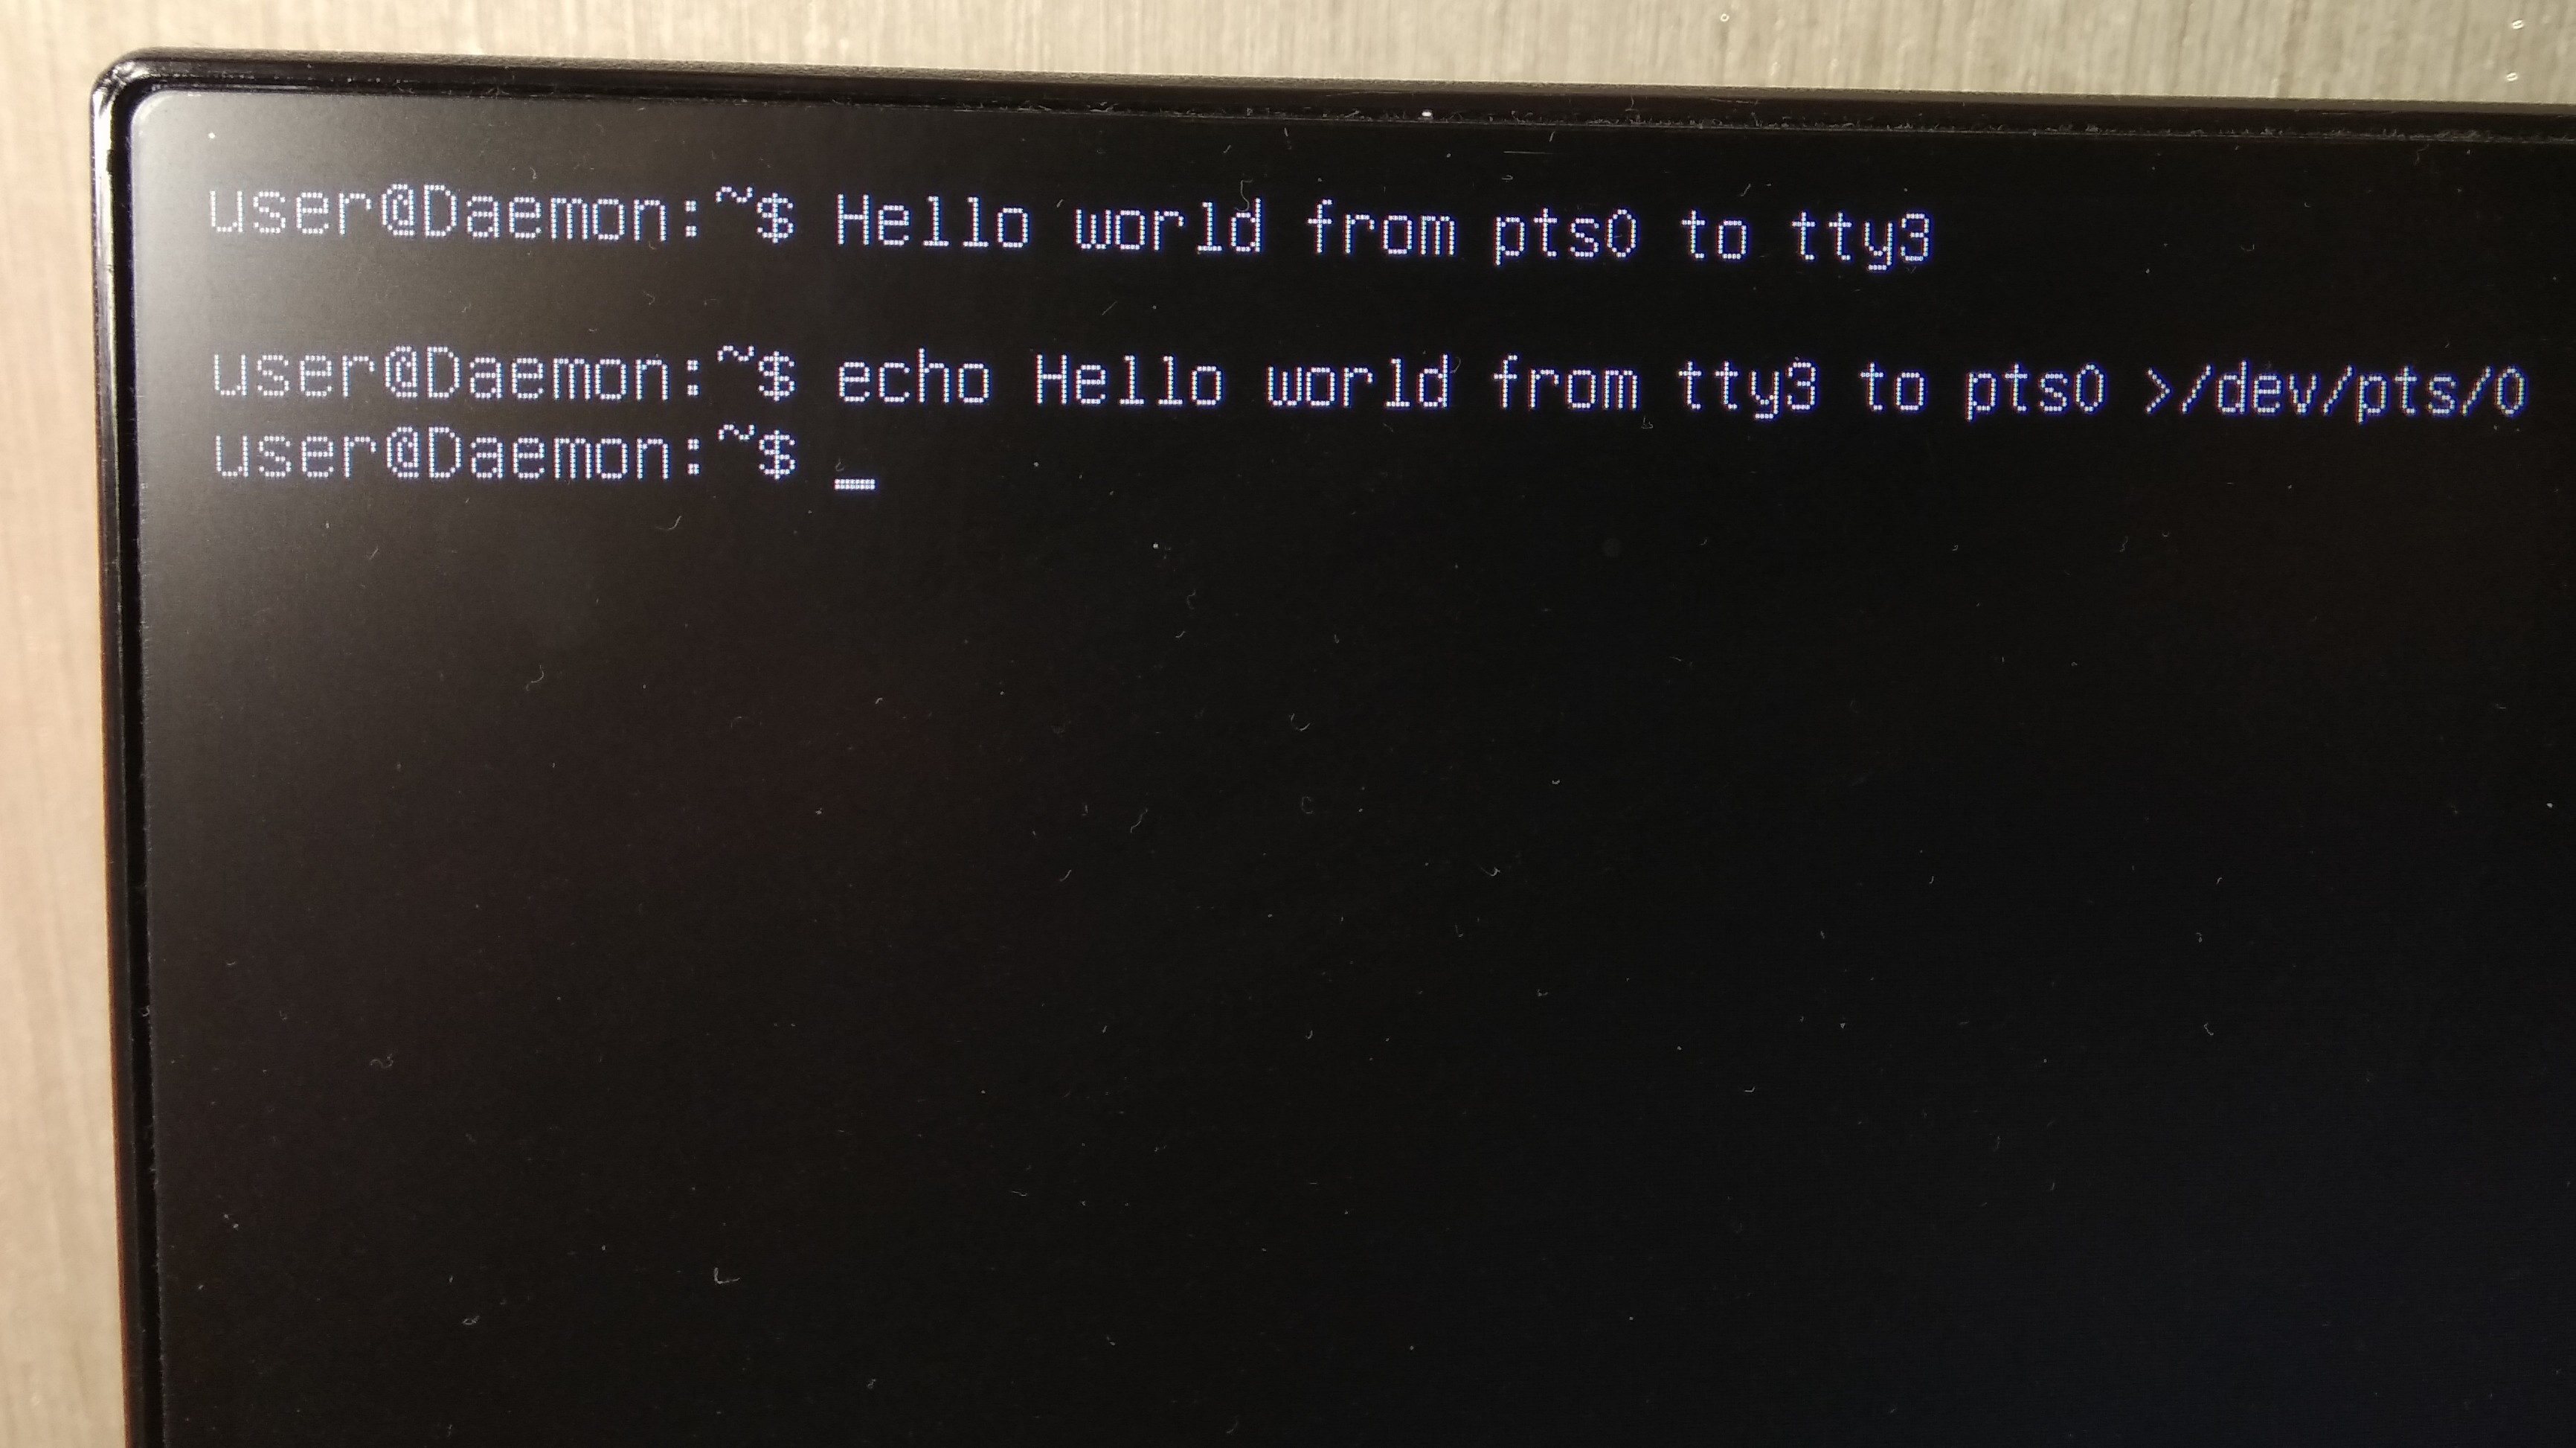 user@Daemon:~$ Hello world from pts0 to tty3
user@Daemon:~$ echo Hello world from tty3 to pts0 >/dev/pts/0
user@Daemon:~$ _